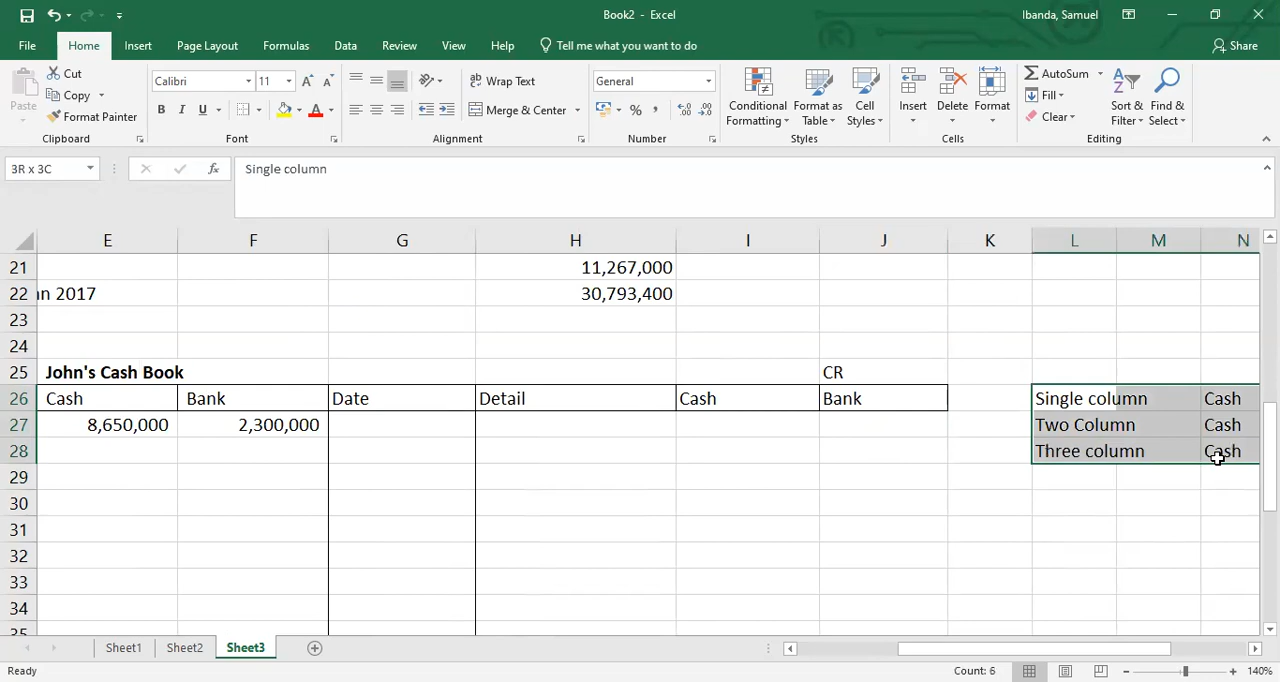 Book2 - Excel
Ibanda, Samuel
File Home Insert Page Layout Formulas Data Review View Help Tell me what you want to do Share
Paste
Cut
Copy
Format Painter
Clipboard
Calibri 11
B I U
Font
Wrap Text
Merge & Center
Alignment
General
Number
Conditional Formatting
Format as Table
Cell Styles
Styles
Insert Delete Format
Cells
AutoSum
Fill
Clear
Sort & Filter
Find & Select
Editing
3R x 3C fx Single column
E F G H I J K L M N
21 11,267,000
22 n 2017 30,793,400
23
24
25 John's Cash Book CR
26 Cash Bank Date Detail Cash Bank Single column Cash
27 8,650,000 2,300,000 Two Column Cash
28 Three column Cash
29
30
31
32
33
34
35
Sheet1 Sheet2 Sheet3
Ready Count: 6 140%